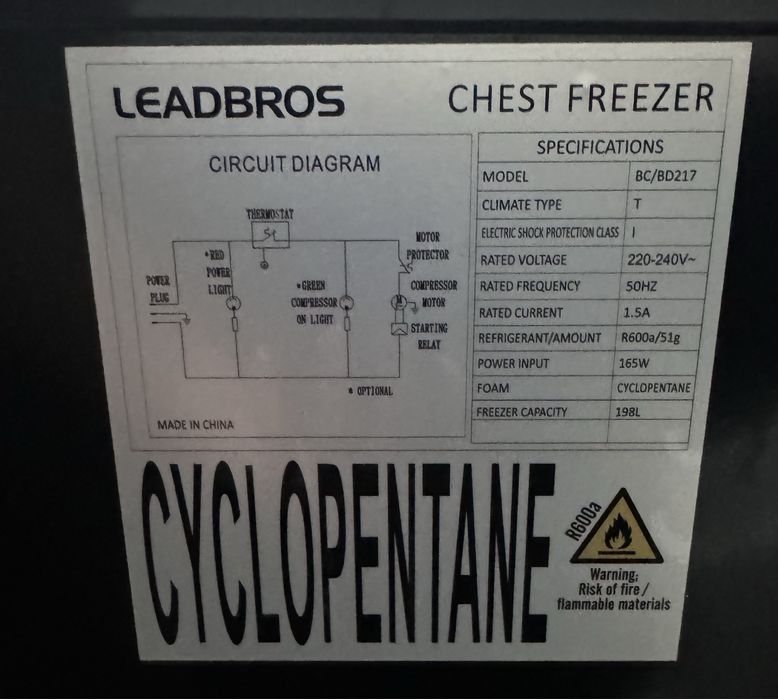 LEADBROS
CHEST FREEZER
CIRCUIT DIAGRAM
THERMOSTAT
*RED
POWER
LIGHT
POWER
PLUG
*GREEN
COMPRESSOR
ON LIGHT
MOTOR
PROTECTOR
COMPRESSOR
MOTOR
M
STARTING
RELAY
* OPTIONAL
MADE IN CHINA
SPECIFICATIONS
MODEL BC/BD217
CLIMATE TYPE T
ELECTRIC SHOCK PROTECTION CLASS I
RATED VOLTAGE 220-240V~
RATED FREQUENCY 50HZ
RATED CURRENT 1.5A
REFRIGERANT/AMOUNT R600a/51g
POWER INPUT 165W
FOAM CYCLOPENTANE
FREEZER CAPACITY 198L
CYCLOPENTANE
R600a
Warning;
Risk of fire /
flammable materials